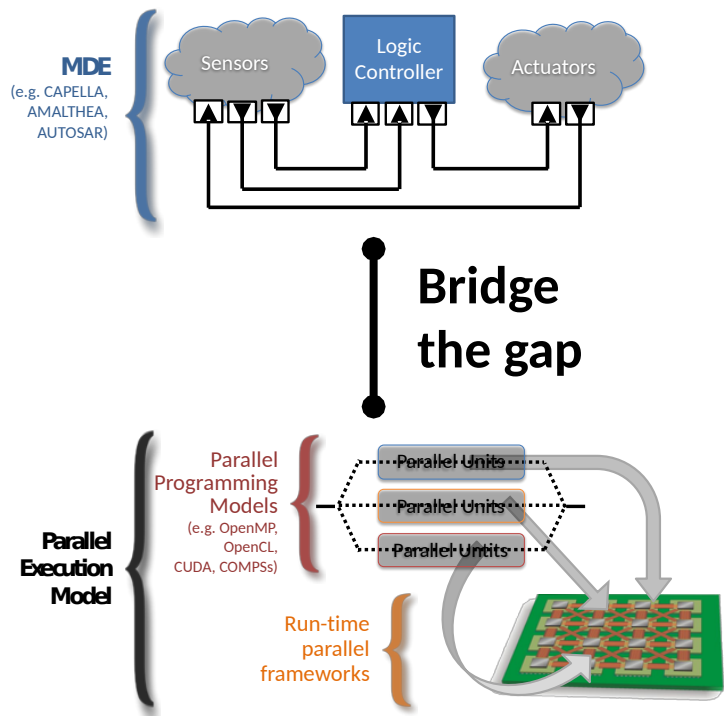 MDE
(e.g. CAPELLA,
AMALTHEA,
AUTOSAR)
Sensors
Logic
Controller
Actuators
Bridge
the gap
Parallel
Execution
Model
Parallel
Programming
Models
(e.g. OpenMP,
OpenCL,
CUDA, COMPSs)
Parallel Units
Parallel Units
Parallel Untits
Run-time
parallel
frameworks